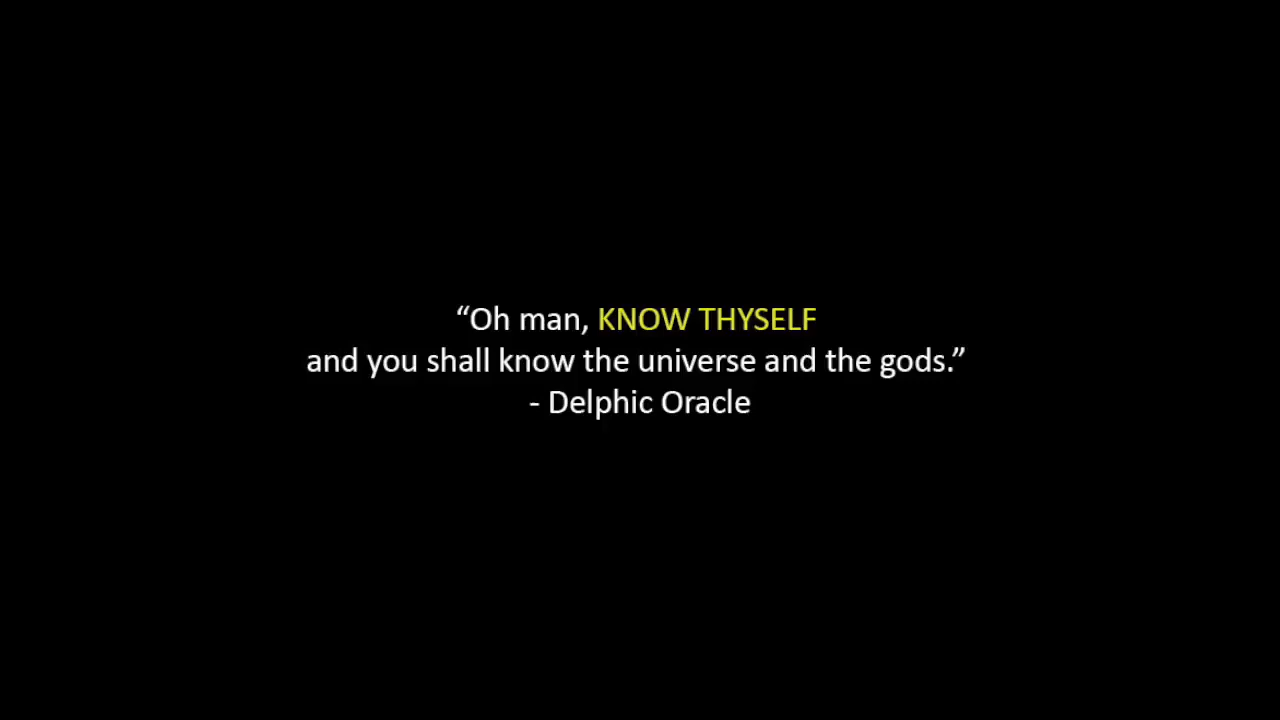 “Oh man, KNOW THYSELF
and you shall know the universe and the gods.”
- Delphic Oracle